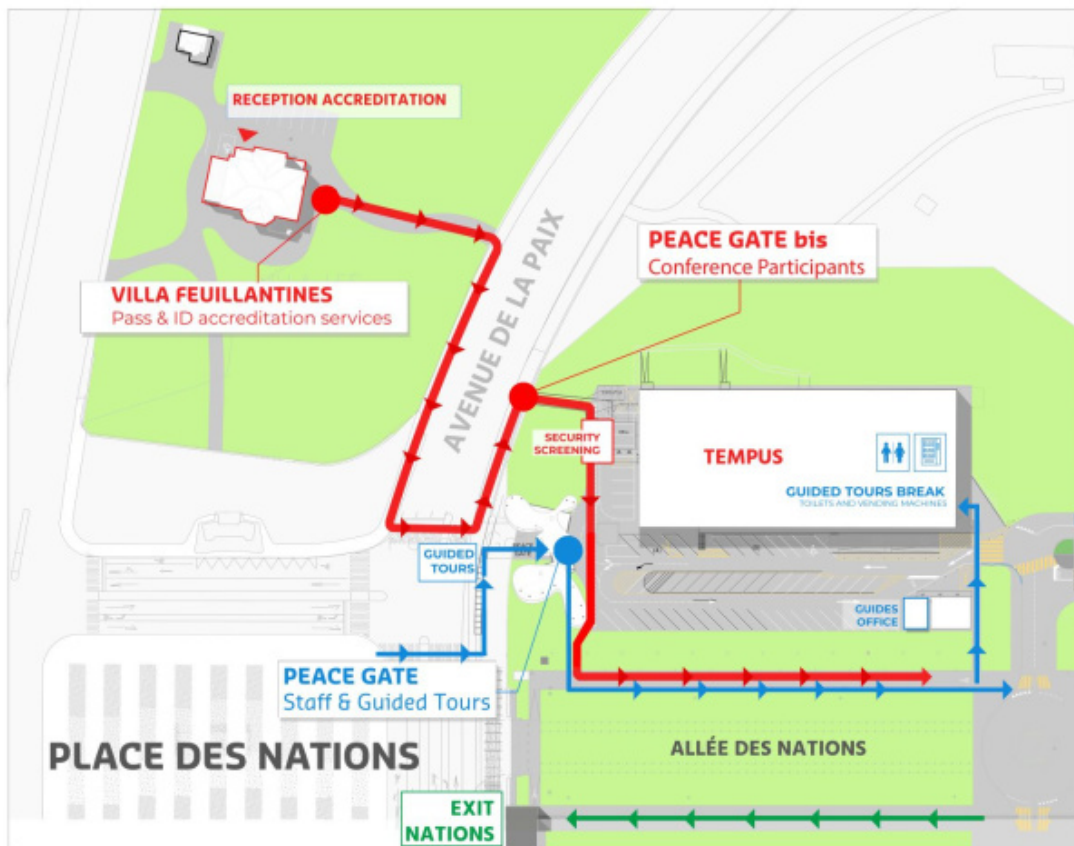 RECEPTION ACCREDITATION
VILLA FEUILLANTINES
Pass & ID accreditation services
AVENUE DE LA PAIX
PEACE GATE bis
Conference Participants
SECURITY
SCREENING
TEMPUS
GUIDED TOURS BREAK
TOILETS AND VENDING MACHINES
GUIDED
TOURS
PEACE
GATE
GUIDES
OFFICE
PEACE GATE
Staff & Guided Tours
PLACE DES NATIONS
ALLÉE DES NATIONS
EXIT
NATIONS